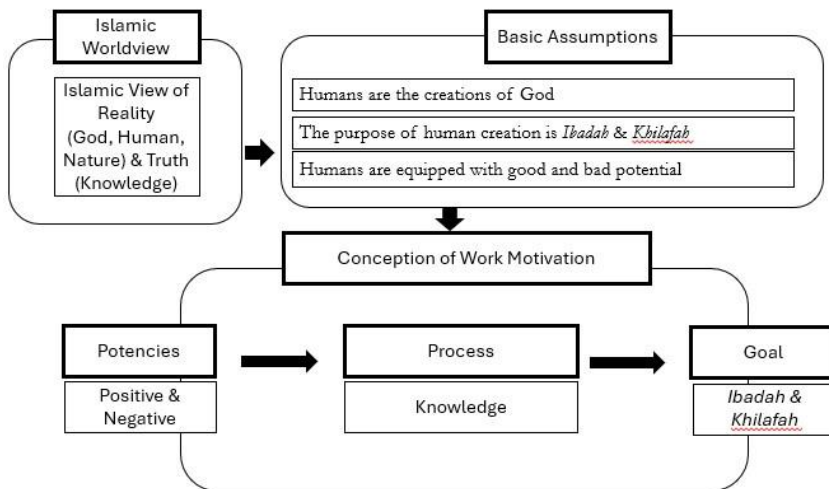 Islamic
Worldview
Islamic View of
Reality
(God, Human,
Nature) & Truth
(Knowledge)
Basic Assumptions
Humans are the creations of God
The purpose of human creation is Ibadah & Khilafah
Humans are equipped with good and bad potential
Conception of Work Motivation
Potencies
Positive &
Negative
Process
Knowledge
Goal
Ibadah &
Khilafah